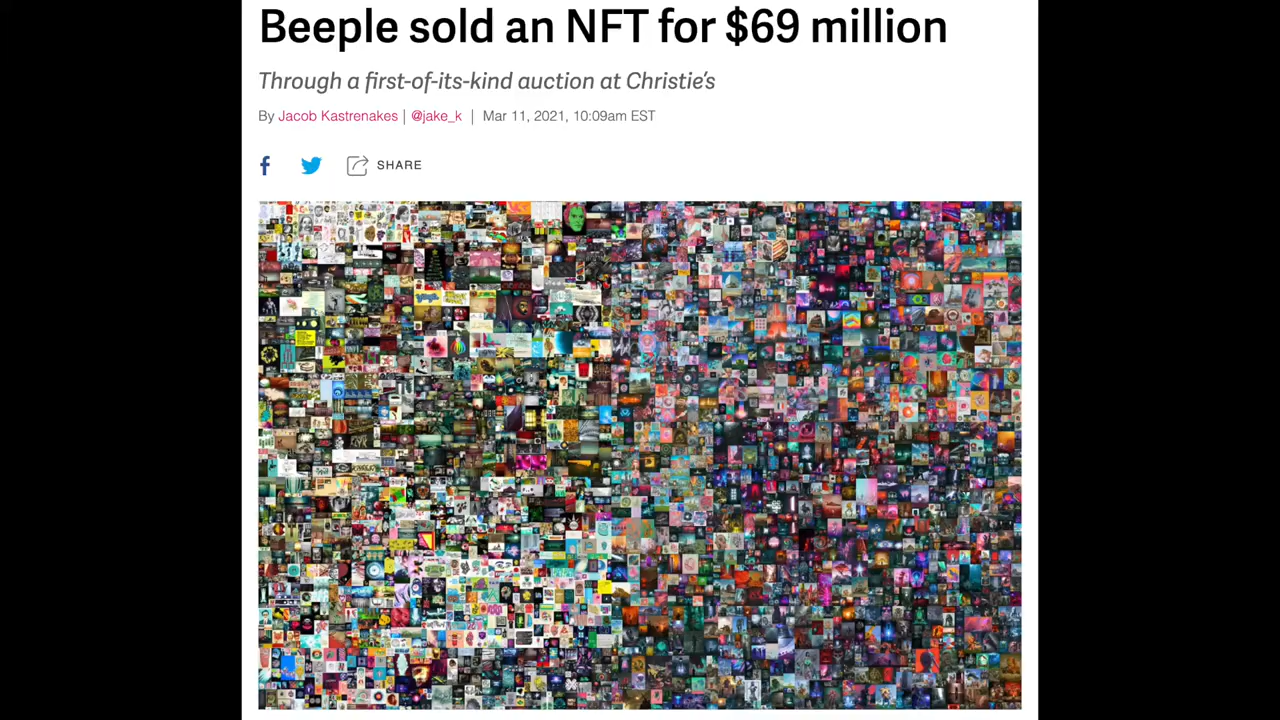 Beeple sold an NFT for $69 million
Through a first-of-its-kind auction at Christie's
By Jacob Kastrenakes | @jake_k | Mar 11, 2021, 10:09am EST
SHARE